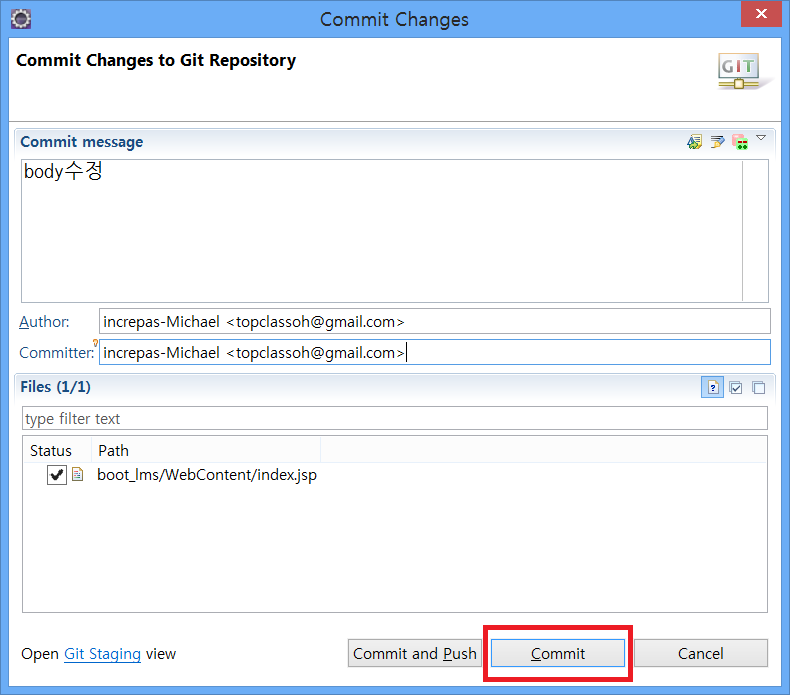 Commit Changes
Commit Changes to Git Repository
GIT
Commit message
body수정
Author: increpas-Michael <topclassoh@gmail.com>
Committer: increpas-Michael <topclassoh@gmail.com>
Files (1/1)
type filter text
Status Path
boot_lms/WebContent/index.jsp
Open Git Staging view Commit and Push Commit Cancel